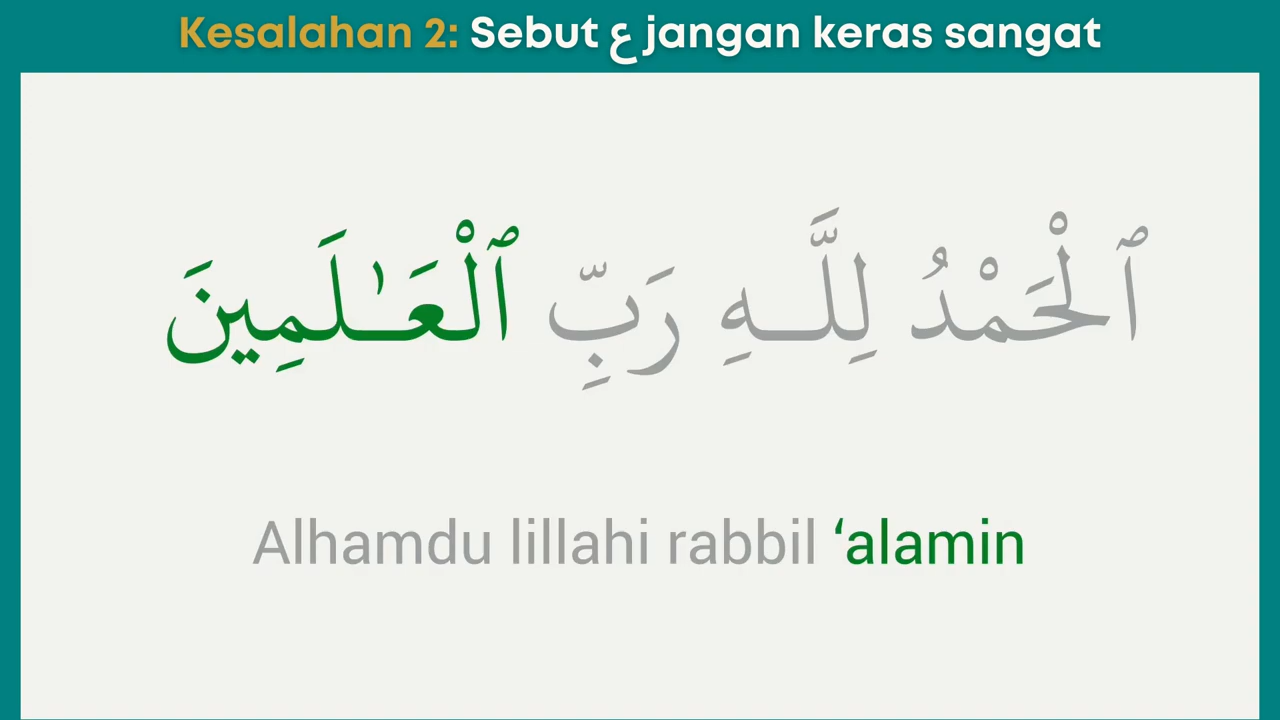 Kesalahan 2: Sebut ع jangan keras sangat
ٱلْحَمْدُ لِلَّـهِ رَبِّ ٱلْعَـٰلَمِينَ
Alhamdu lillahi rabbil ‘alamin